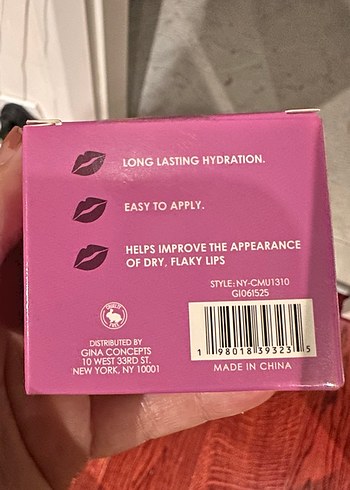 LONG LASTING HYDRATION.
EASY TO APPLY.
HELPS IMPROVE THE APPEARANCE
OF DRY, FLAKY LIPS
STYLE: NY-CMU1310
GI061525
DISTRIBUTED BY
GINA CONCEPTS
10 WEST 33RD ST.
NEW YORK, NY 10001
1 98018 39323 5
MADE IN CHINA